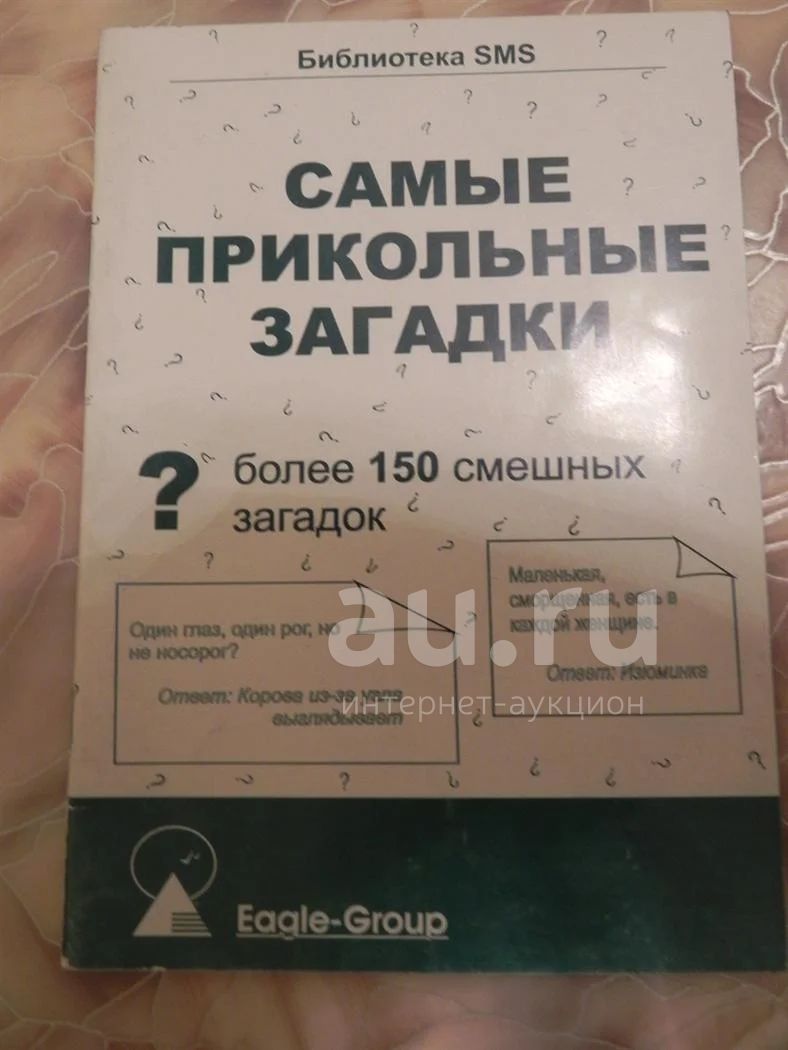 Библиотека SMS
САМЫЕ
ПРИКОЛЬНЫЕ
ЗАГАДКИ
? более 150 смешных
загадок
Маленькая,
сморщенная, есть в
каждой женщине.
Ответ: Изюминка
Один глаз, один рог, но
не носорог?
Ответ: Корова из-за угла
выглядывает
au.ru
интернет-аукцион
Eagle-Group